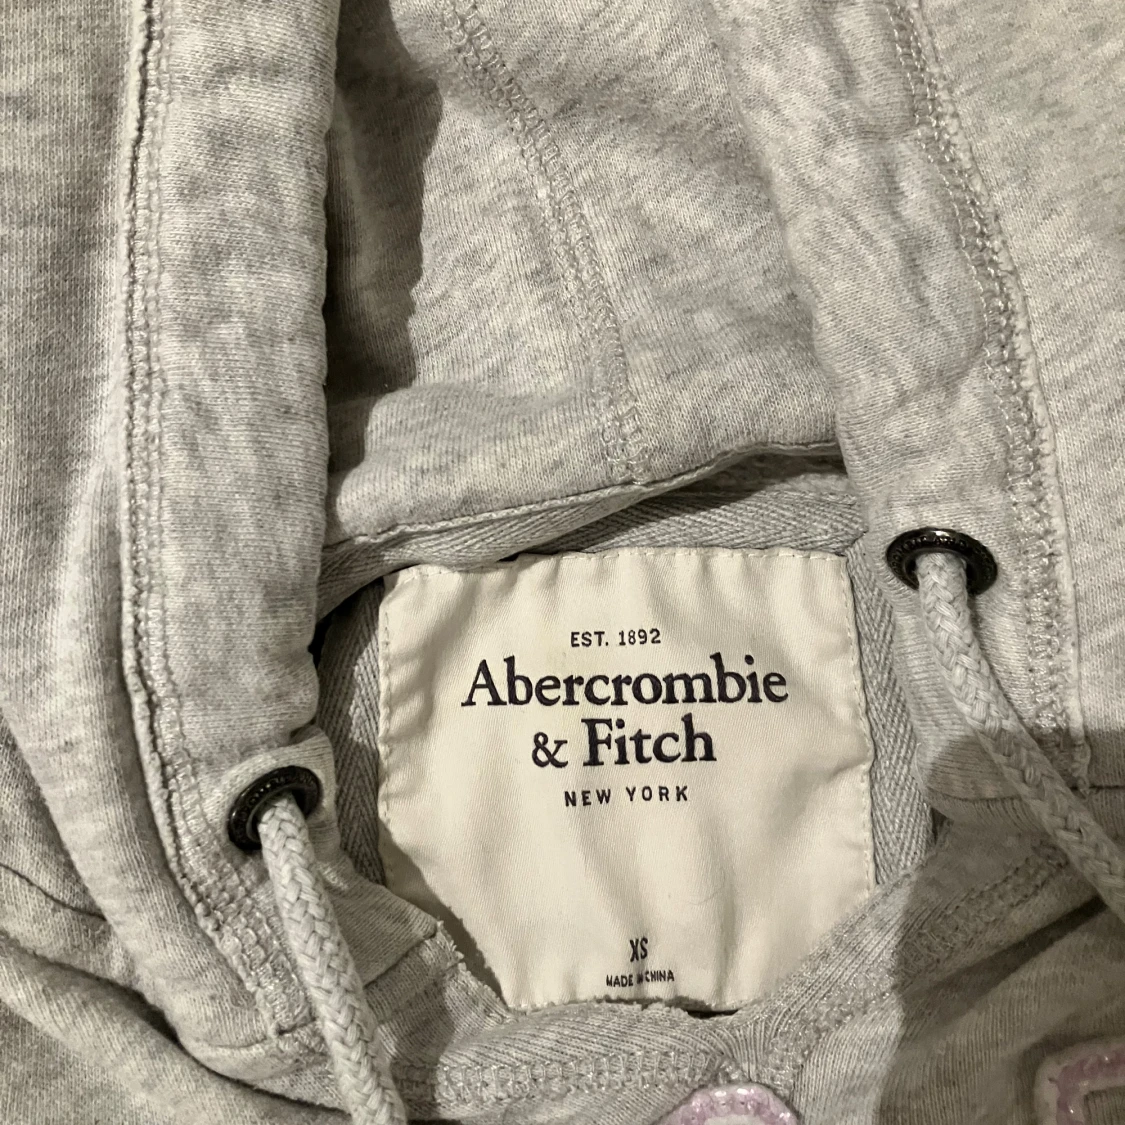 EST. 1892
Abercrombie
& Fitch
NEW YORK
XS
MADE IN CHINA